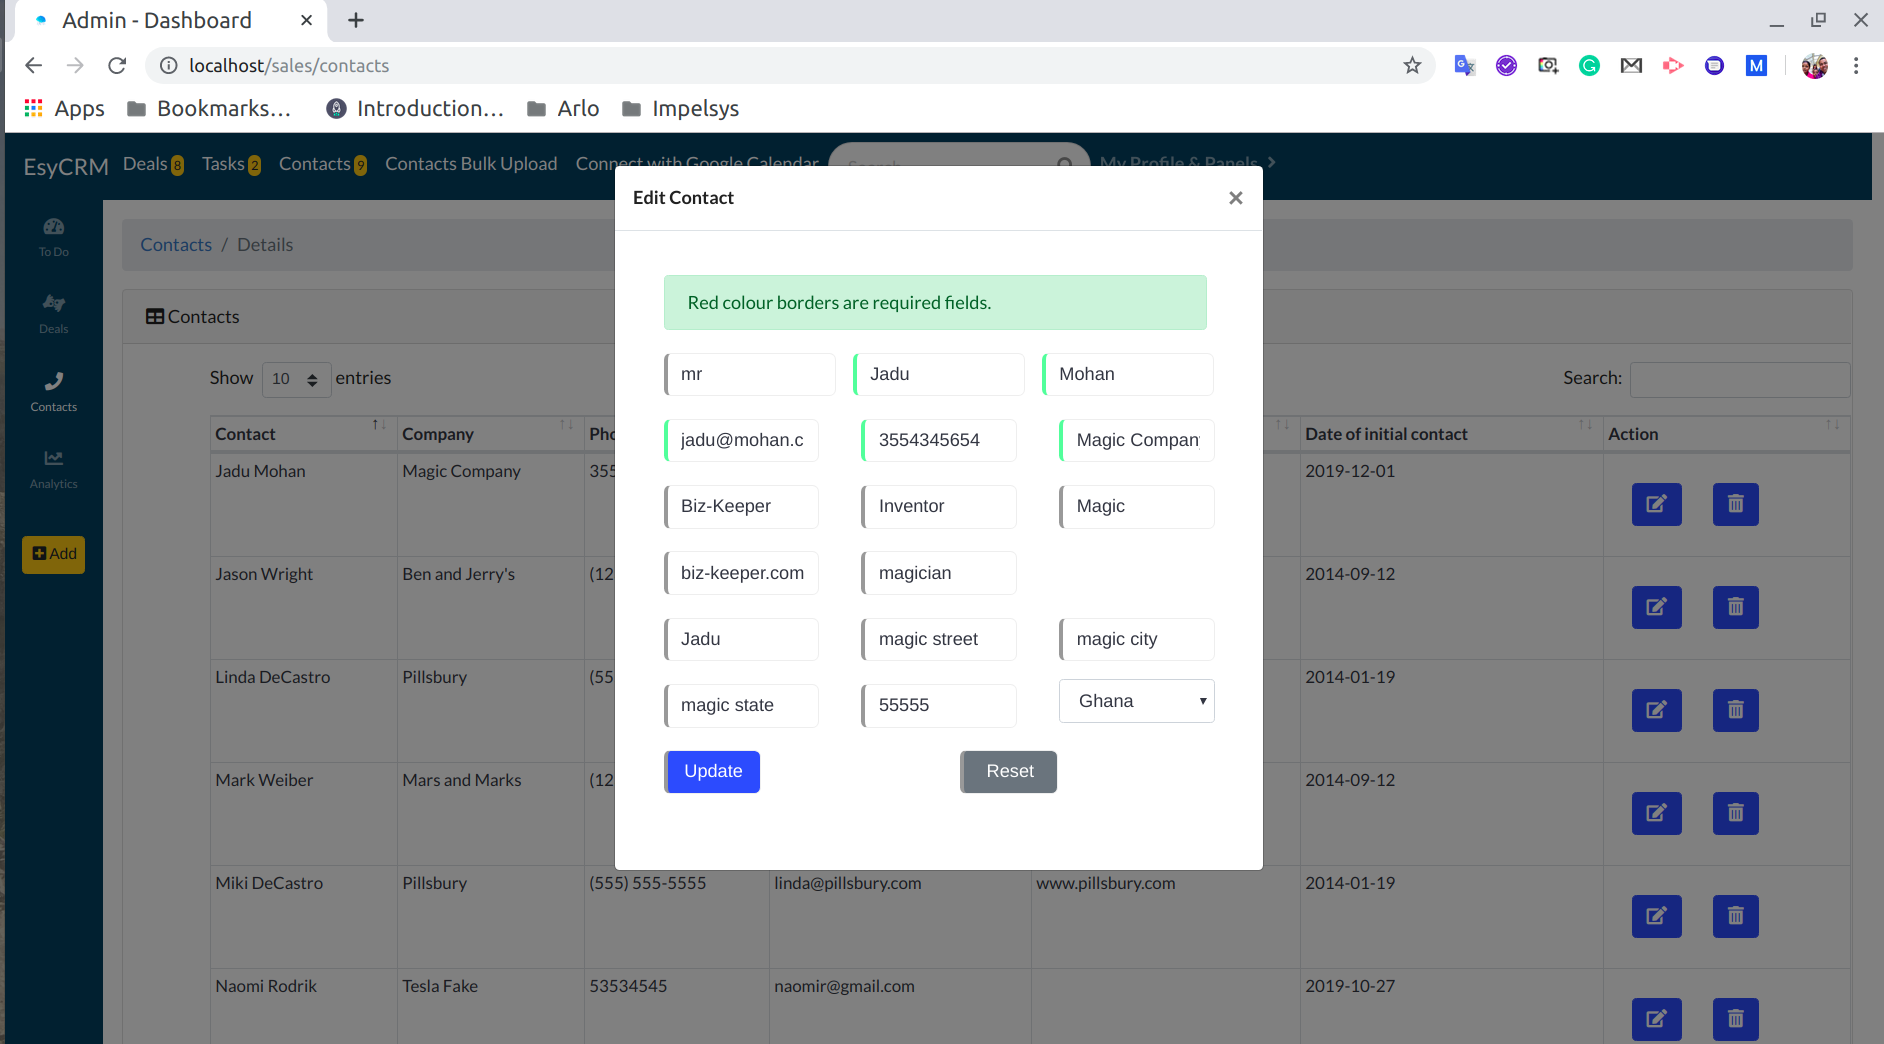 Admin - Dashboard
localhost/sales/contacts
Apps Bookmarks... Introduction... Arlo Impelsys
EsyCRM Deals 8 Tasks 2 Contacts 9 Contacts Bulk Upload Connect with Google Calendar Search... My Profile & Panels
To Do
Deals
Contacts
Analytics
Add
Contacts / Details
Contacts
Show 10 entries
Search:
Contact Company Pho Date of initial contact Action
Jadu Mohan Magic Company 355 2019-12-01
Jason Wright Ben and Jerry's (12 2014-09-12
Linda DeCastro Pillsbury (55 2014-01-19
Mark Weiber Mars and Marks (12 2014-09-12
Miki DeCastro Pillsbury (555) 555-5555 linda@pillsbury.com www.pillsbury.com 2014-01-19
Naomi Rodrik Tesla Fake 53534545 naomir@gmail.com 2019-10-27
Edit Contact
Red colour borders are required fields.
mr Jadu Mohan
jadu@mohan.c 3554345654 Magic Company
Biz-Keeper Inventor Magic
biz-keeper.com magician
Jadu magic street magic city
magic state 55555 Ghana
Update Reset